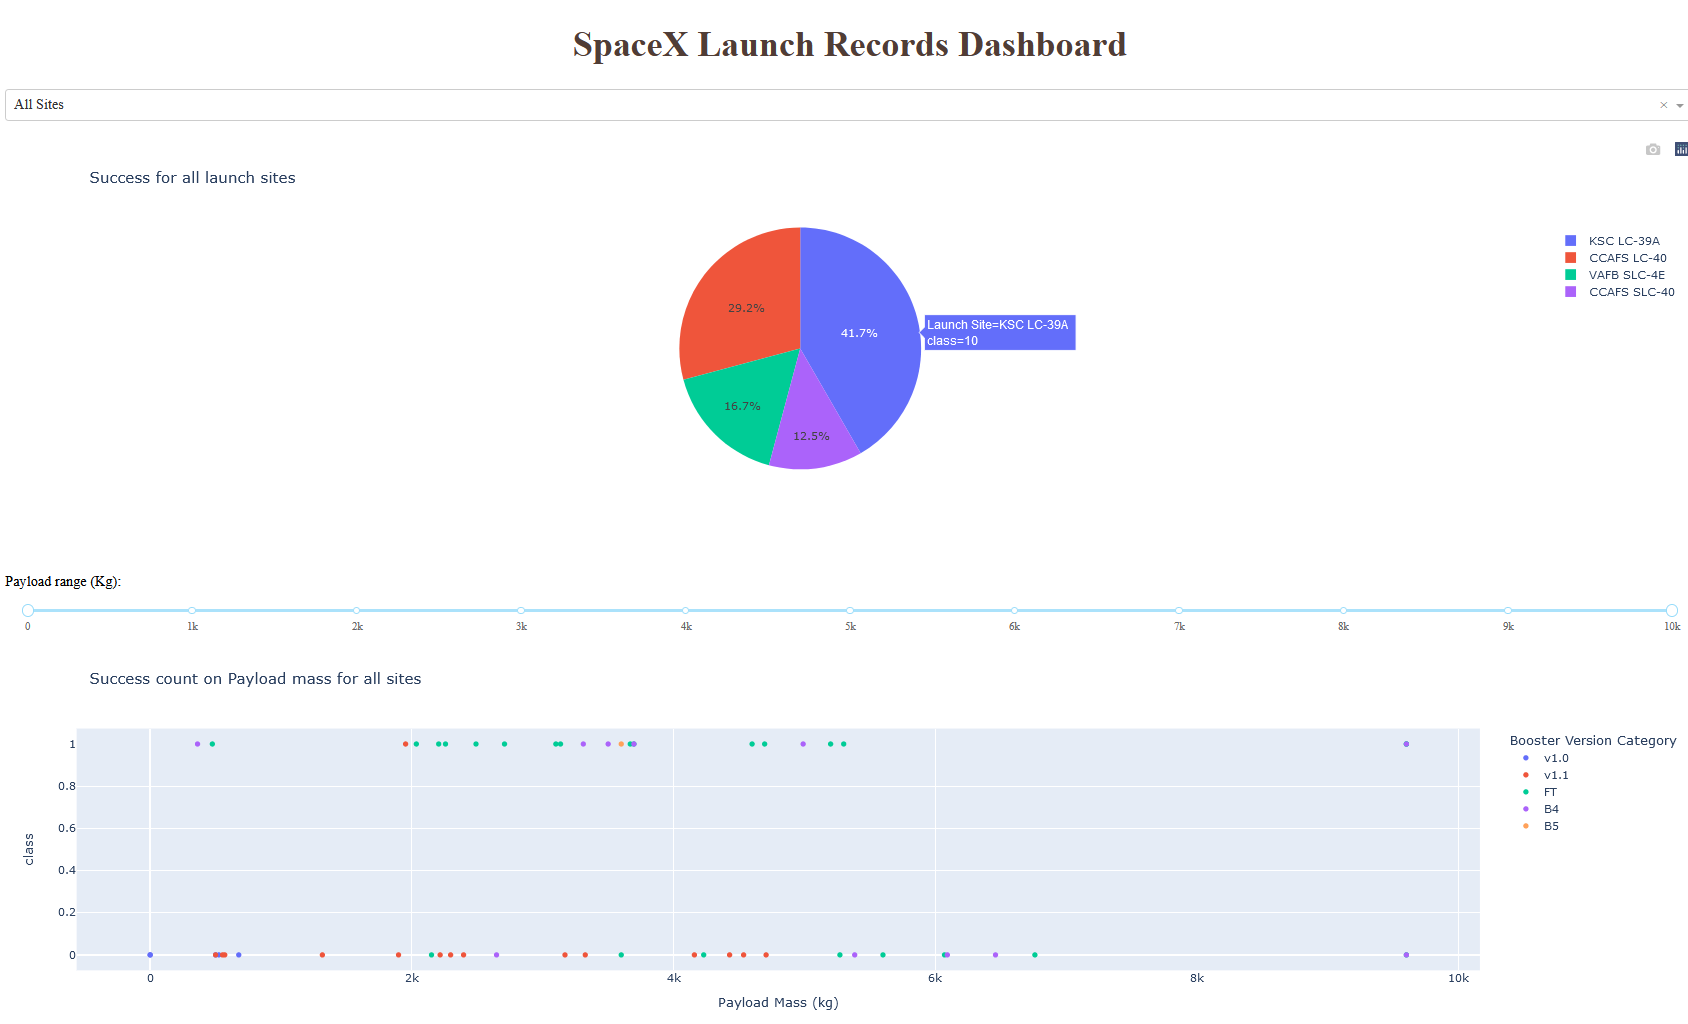 SpaceX Launch Records Dashboard
All Sites
×
Success for all launch sites
KSC LC-39A
CCAFS LC-40
VAFB SLC-4E
CCAFS SLC-40
29.2%
41.7%
Launch Site=KSC LC-39A
class=10
16.7%
12.5%
Payload range (Kg):
0 1k 2k 3k 4k 5k 6k 7k 8k 9k 10k
Success count on Payload mass for all sites
Booster Version Category
v1.0
v1.1
FT
B4
B5
1
0.8
0.6
0.4
0.2
0
class
0 2k 4k 6k 8k 10k
Payload Mass (kg)